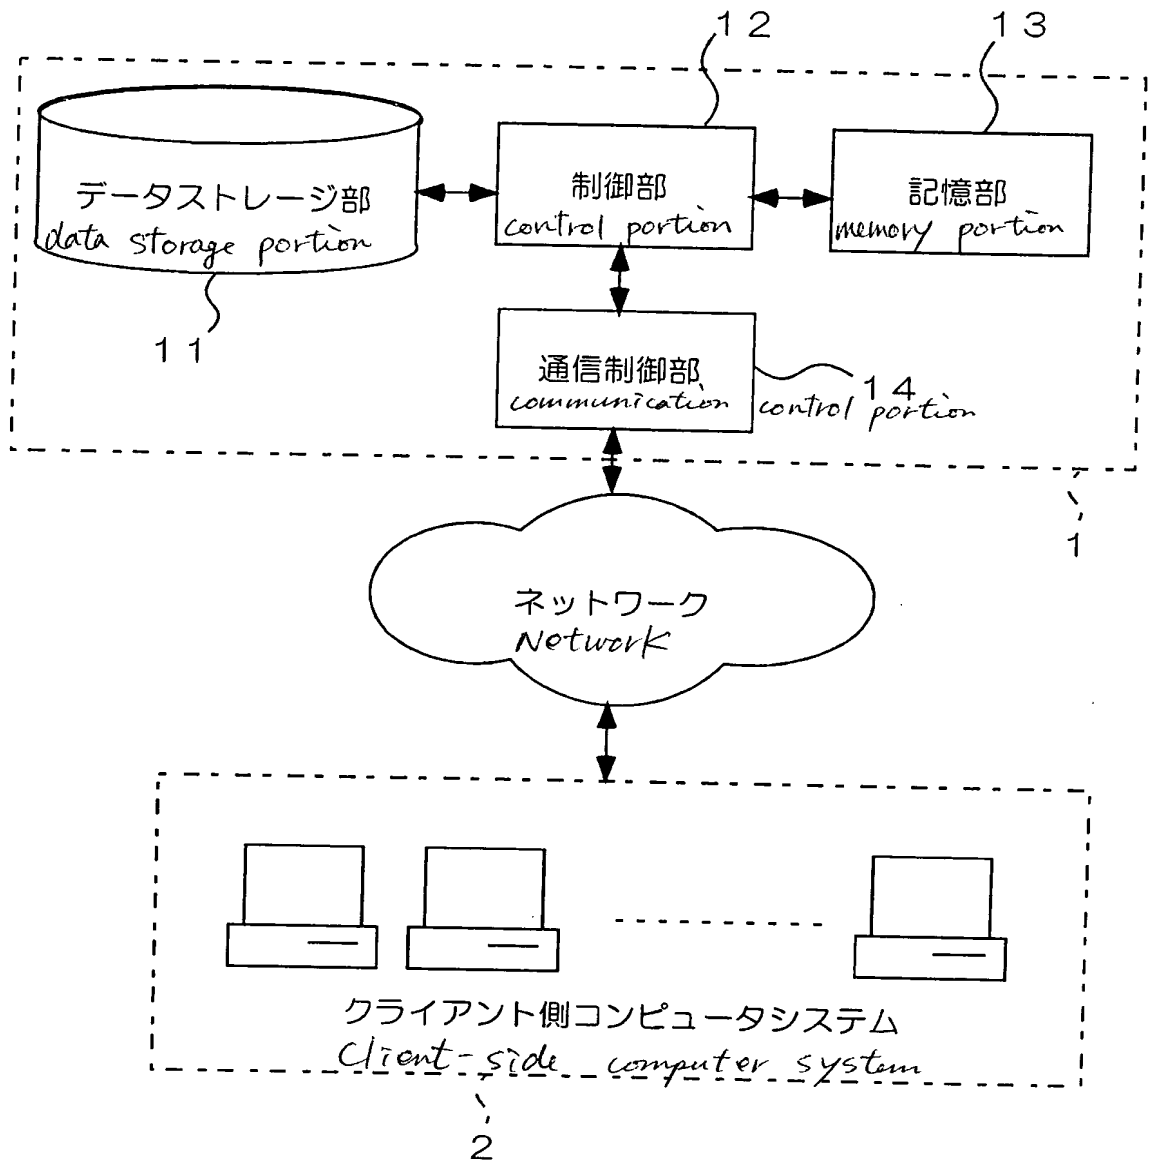 12
13
データストレージ部
data storage portion
制御部
control portion
記憶部
memory portion
11
通信制御部
communication control portion
14
1
ネットワーク
Network
クライアント側コンピュータシステム
Client-side computer system
2